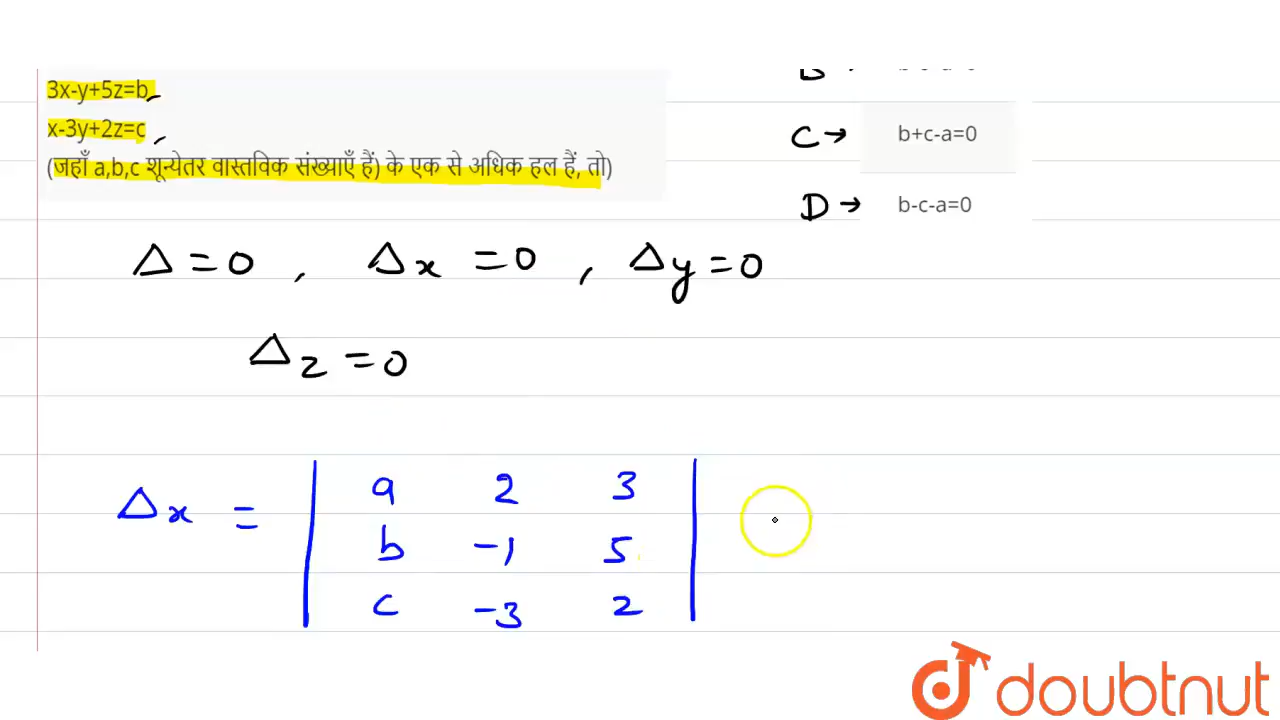 3x-y+5z=b,
C → b+c-a=0
x-3y+2z=c ,
(जहाँ a,b,c शून्येतर वास्तविक संख्याएँ हैं) के एक से अधिक हल हैं, तो)
D → b-c-a=0
Δ = 0 , Δx = 0 , Δy = 0
Δz = 0
Δx = | a 2 3 |
| b -1 5 |
| c -3 2 |
doubtnut